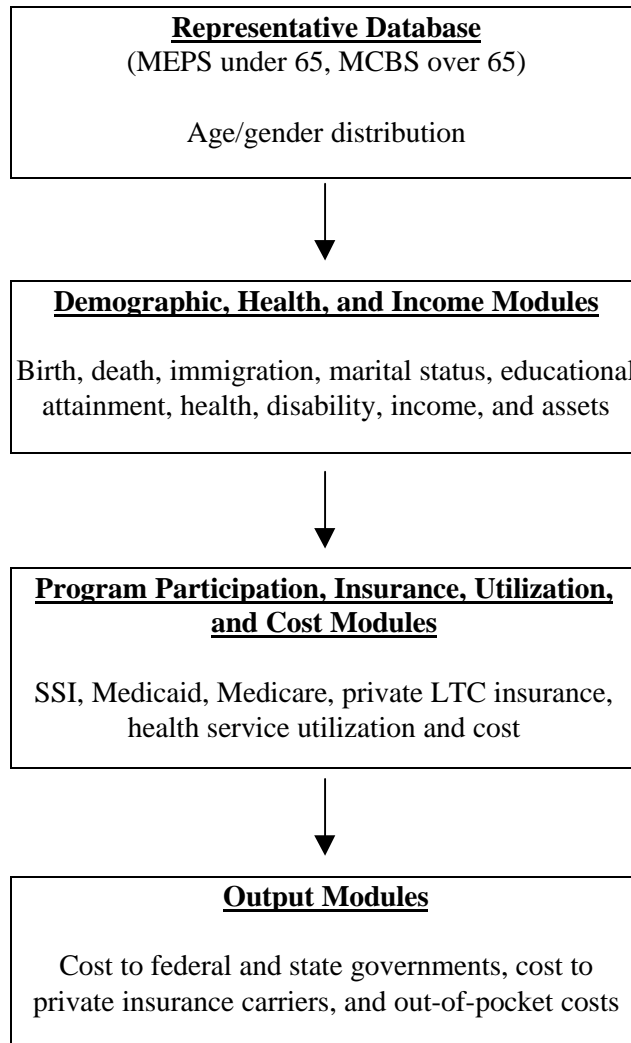 Representative Database
(MEPS under 65, MCBS over 65)
Age/gender distribution
Demographic, Health, and Income Modules
Birth, death, immigration, marital status, educational
attainment, health, disability, income, and assets
Program Participation, Insurance, Utilization,
and Cost Modules
SSI, Medicaid, Medicare, private LTC insurance,
health service utilization and cost
Output Modules
Cost to federal and state governments, cost to
private insurance carriers, and out-of-pocket costs